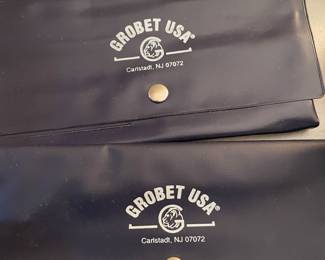 GROBET USA®
G
Carlstadt, NJ 07072
GROBET USA®
G
Carlstadt, NJ 07072